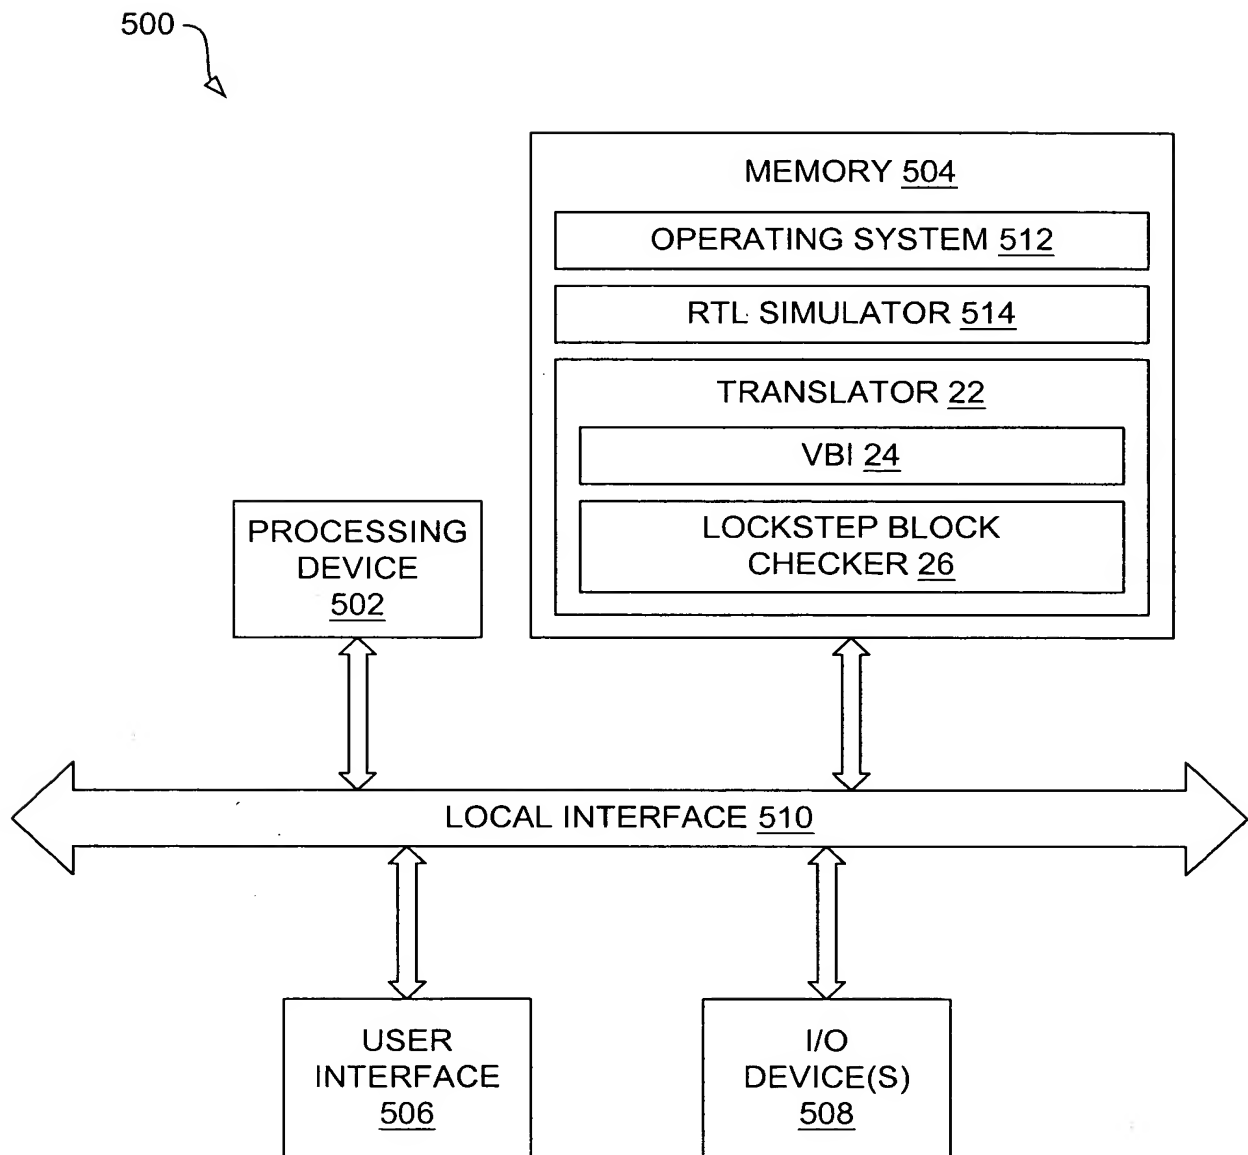 500
MEMORY 504
OPERATING SYSTEM 512
RTL SIMULATOR 514
TRANSLATOR 22
VBI 24
LOCKSTEP BLOCK
CHECKER 26
PROCESSING
DEVICE
502
LOCAL INTERFACE 510
USER
INTERFACE
506
I/O
DEVICE(S)
508